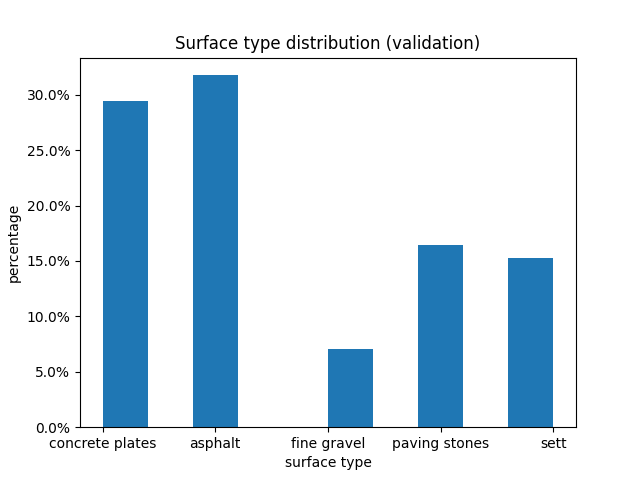 Surface type distribution (validation)
30.0%
25.0%
20.0%
15.0%
10.0%
5.0%
0.0%
percentage
concrete plates asphalt fine gravel paving stones sett
surface type